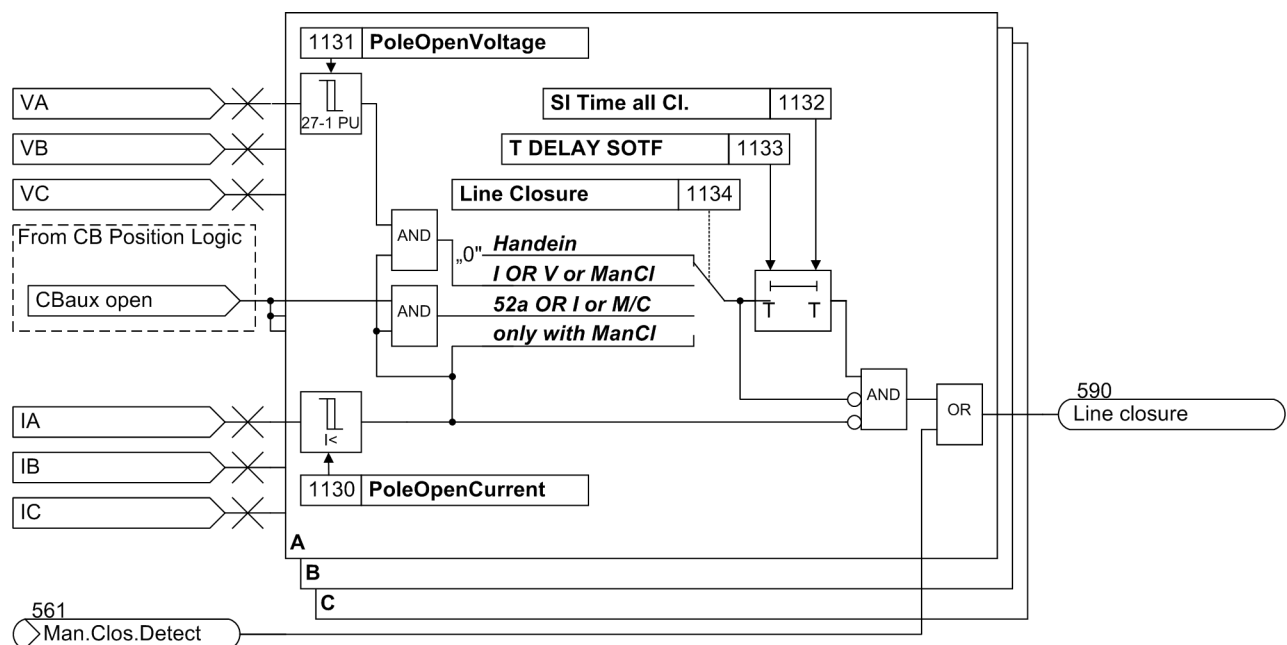 1131 PoleOpenVoltage
VA
27-1 PU
SI Time all Cl. 1132
VB
T DELAY SOTF 1133
VC
Line Closure 1134
From CB Position Logic
AND
„0"
Handein
I OR V or ManCl
CBaux open
AND
52a OR I or M/C
only with ManCl
T T
IA
I<
AND
OR
590
Line closure
IB
1130 PoleOpenCurrent
IC
A
B
C
561
Man.Clos.Detect